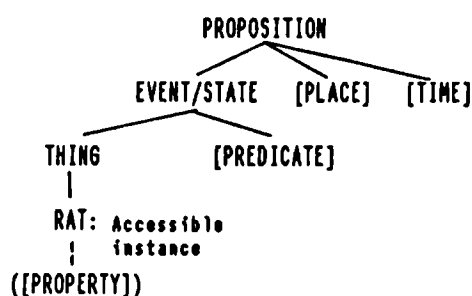 PROPOSITION
EVENT/STATE [PLACE] [TIME]
THING [PREDICATE]
RAT: Accessible
instance
([PROPERTY])